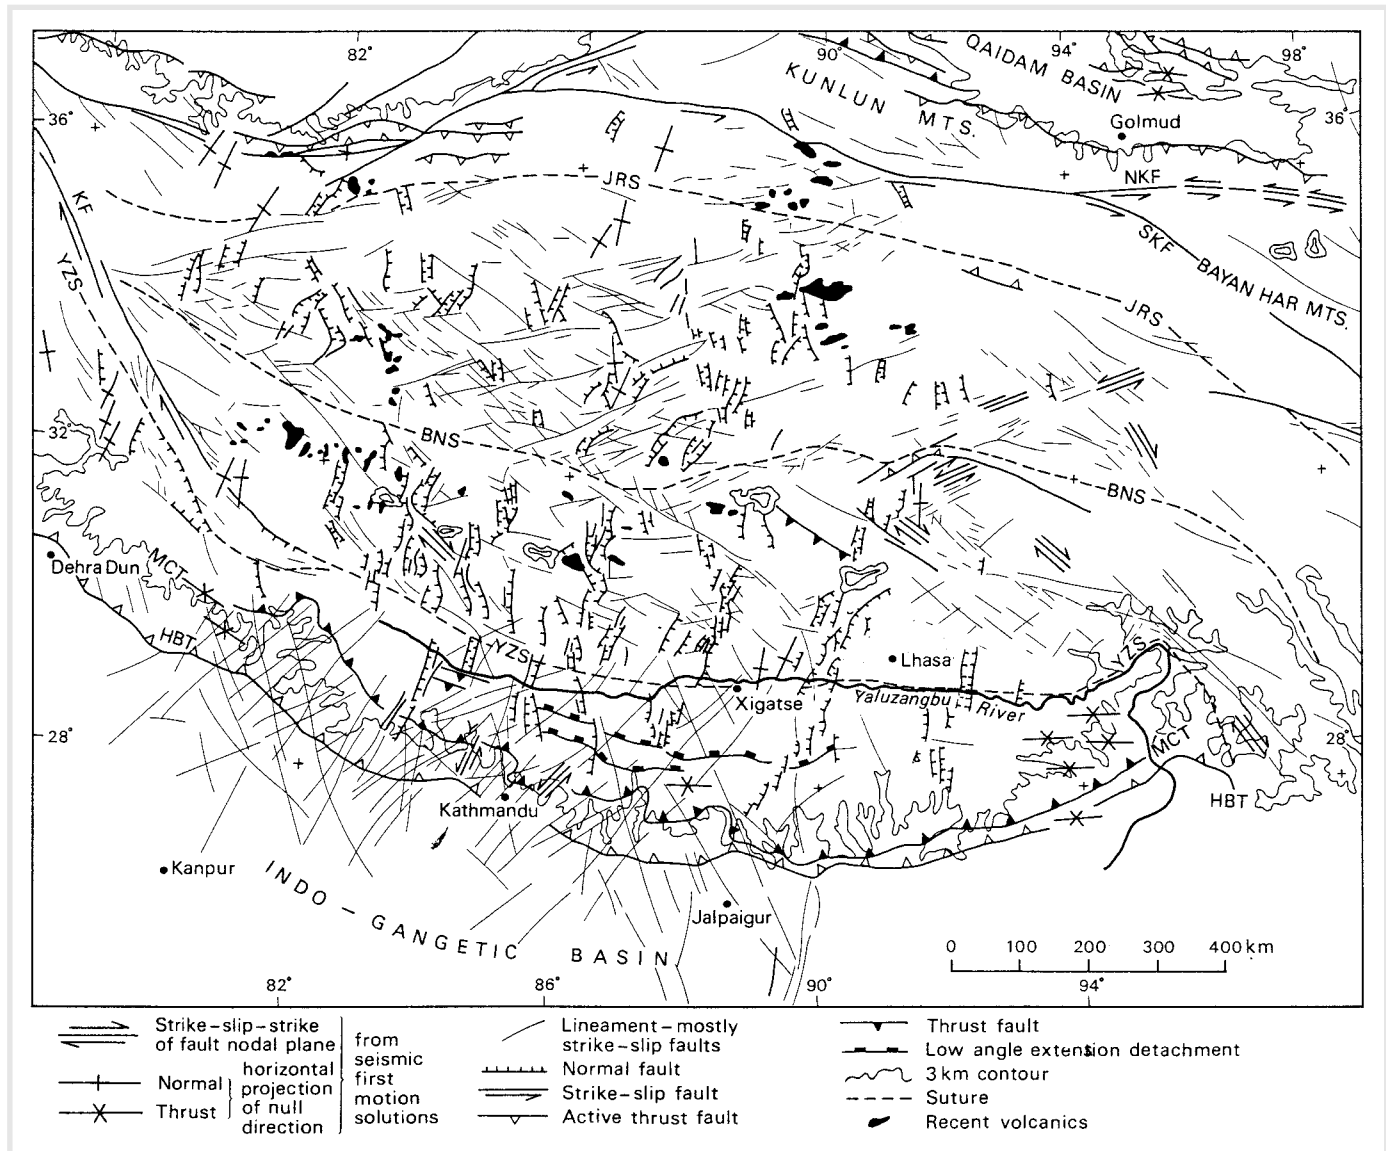 82°
90°
94°
98°
QAIDAM BASIN
KUNLUN MTS.
36°
36°
Golmud
NKF
JRS
KF
SKF
BAYAN HAR MTS.
YZS
JRS
32°
BNS
BNS
Dehra Dun
MCT
HBT
YZS
Lhasa
YZS
Xigatse
Yaluzangbu River
28°
28°
MCT
HBT
Kathmandu
Kanpur
INDO-GANGETIC BASIN
Jalpaigur
0 100 200 300 400 km
82°
86°
90°
94°
Strike-slip-strike
of fault nodal plane
Normal
Thrust
horizontal
projection
of null
direction
from
seismic
first
motion
solutions
Lineament-mostly
strike-slip faults
Normal fault
Strike-slip fault
Active thrust fault
Thrust fault
Low angle extension detachment
3 km contour
Suture
Recent volcanics